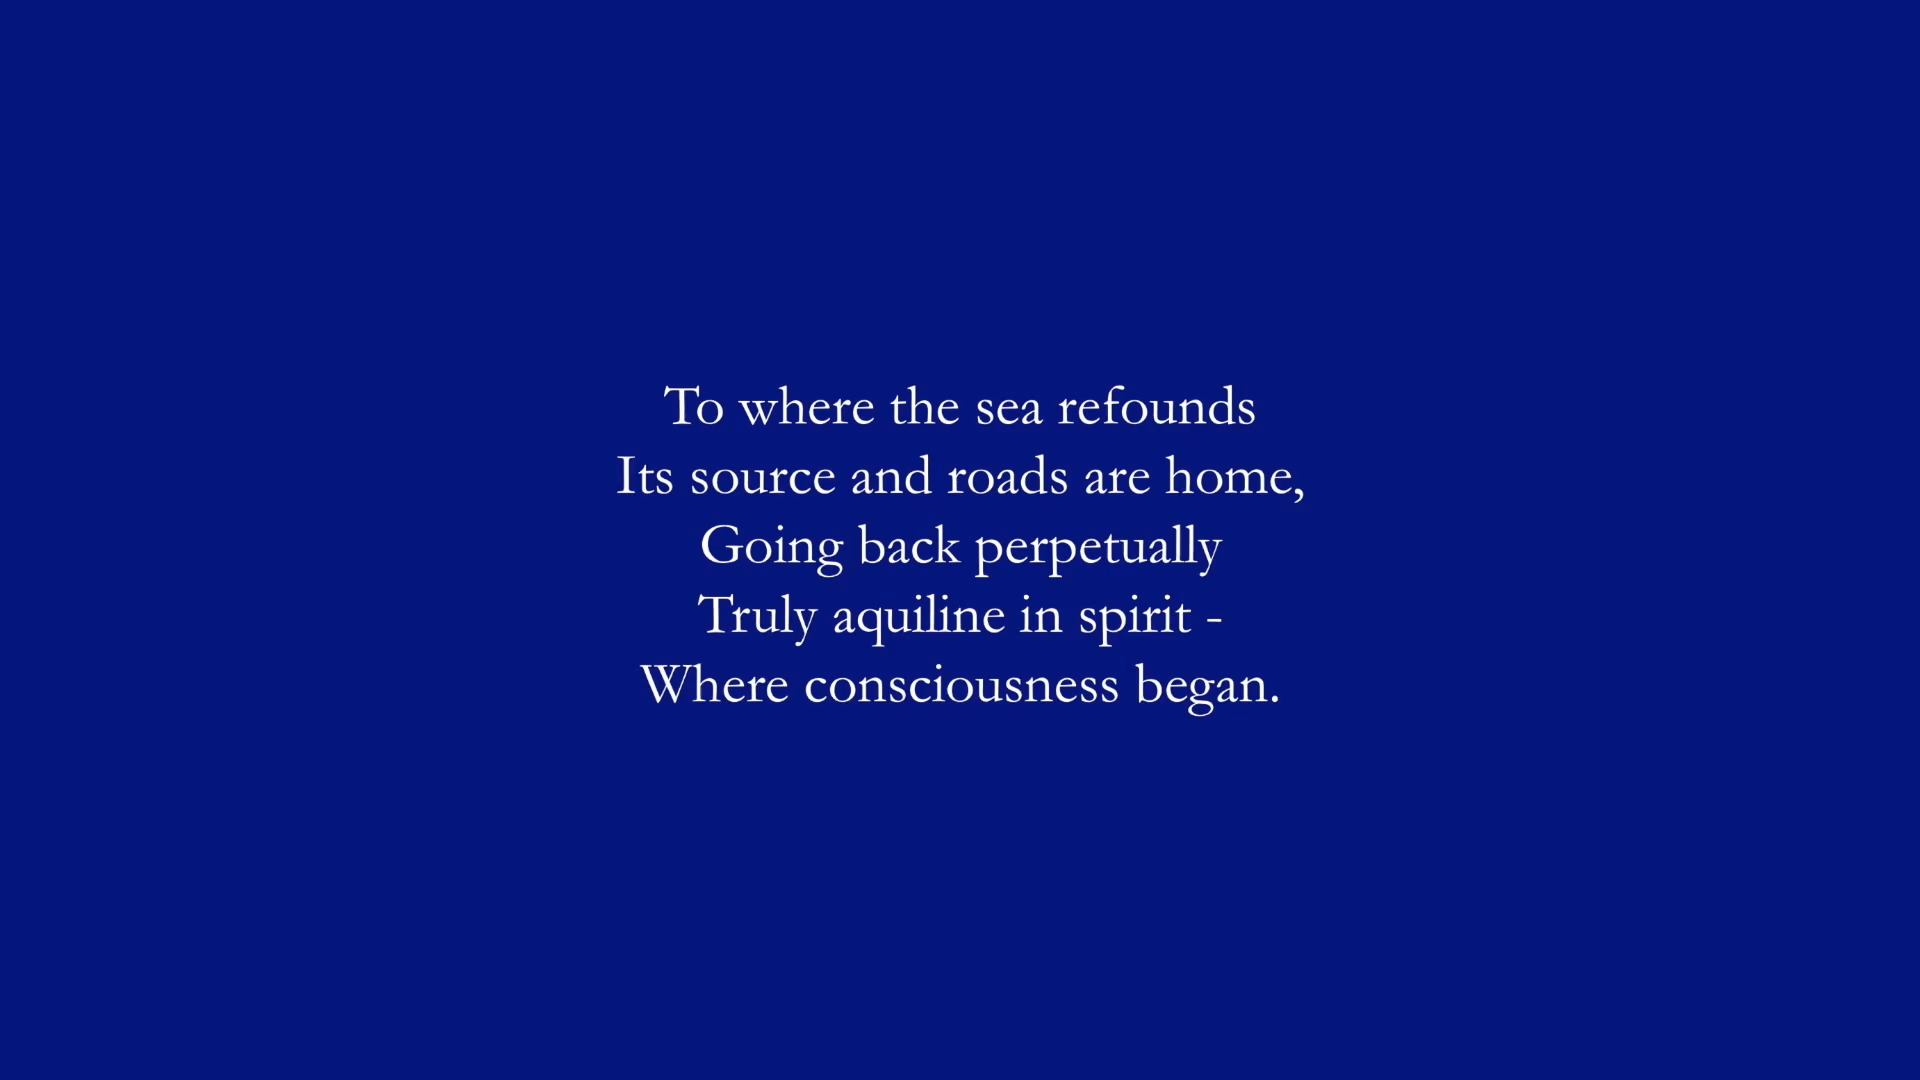 To where the sea refounds
Its source and roads are home,
Going back perpetually
Truly aquiline in spirit -
Where consciousness began.